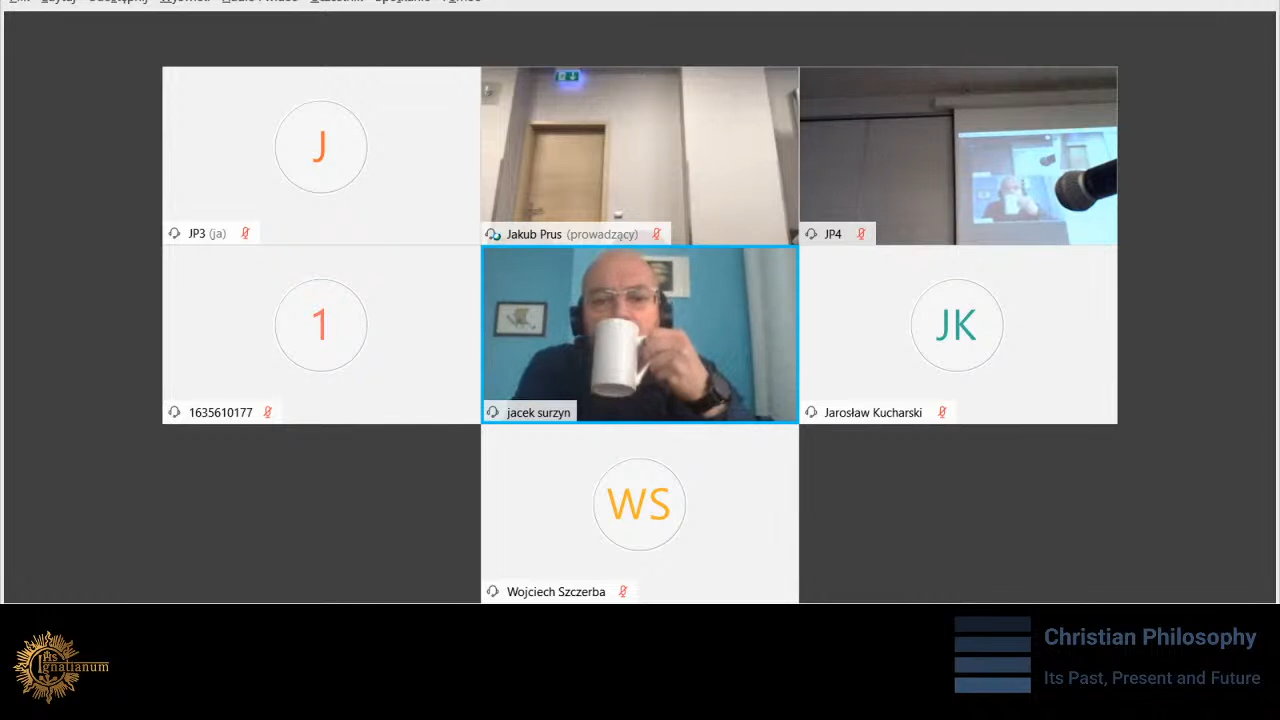 J
JP3 (ja)
Jakub Prus (prowadzący)
JP4
1
1635610177
jacek surzyn
JK
Jarosław Kucharski
WS
Wojciech Szczerba
Ignatianum
Christian Philosophy
Its Past, Present and Future